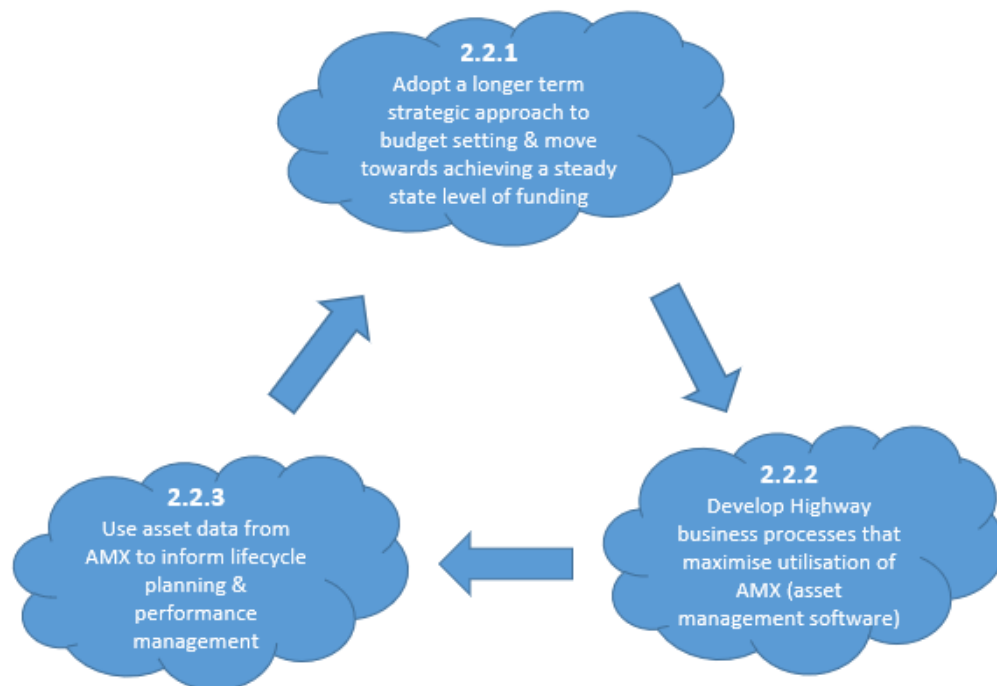 2.2.1
Adopt a longer term
strategic approach to
budget setting & move
towards achieving a steady
state level of funding
2.2.2
Develop Highway
business processes that
maximise utilisation of
AMX (asset
management software)
2.2.3
Use asset data from
AMX to inform lifecycle
planning &
performance
management